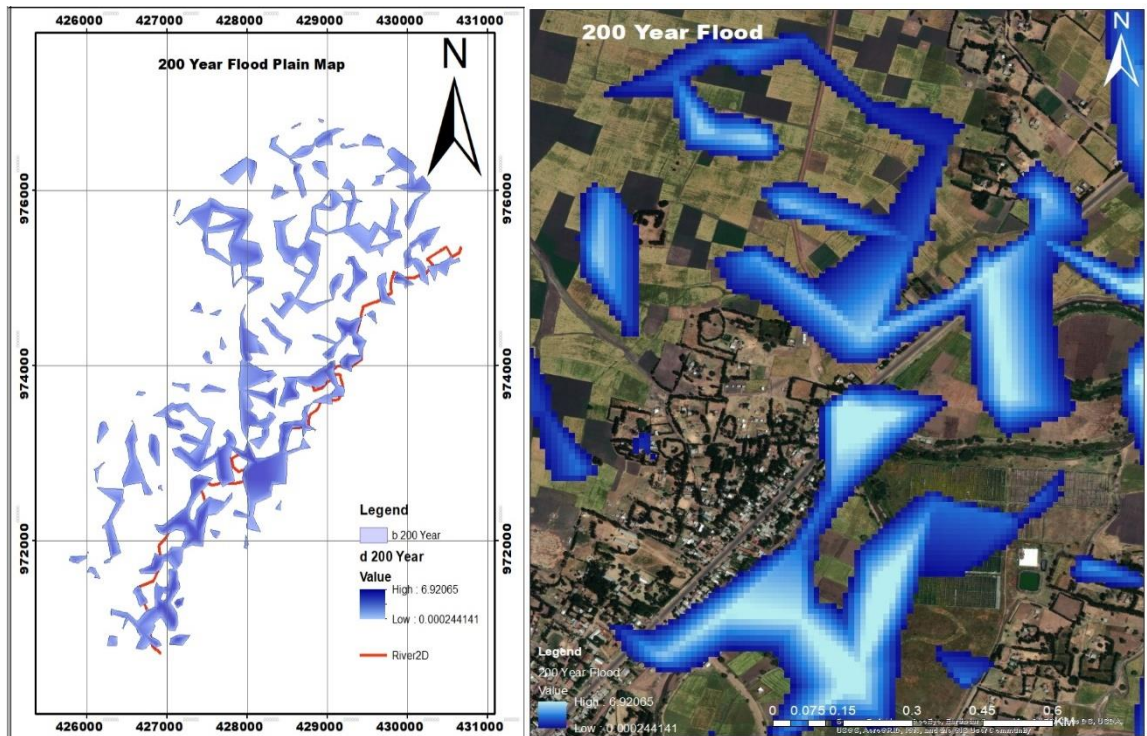 426000 427000 428000 429000 430000 431000
200 Year Flood Plain Map
N
976000
974000
972000
976000
974000
972000
Legend
b 200 Year
d 200 Year
Value
High : 6.92065
Low : 0.000244141
River2D
426000 427000 428000 429000 430000 431000
200 Year Flood
N
Legend
200 Year Flood
Value
High : 6.92065
Low : 0.000244141
0 0.075 0.15 0.3 0.45 0.6
KM